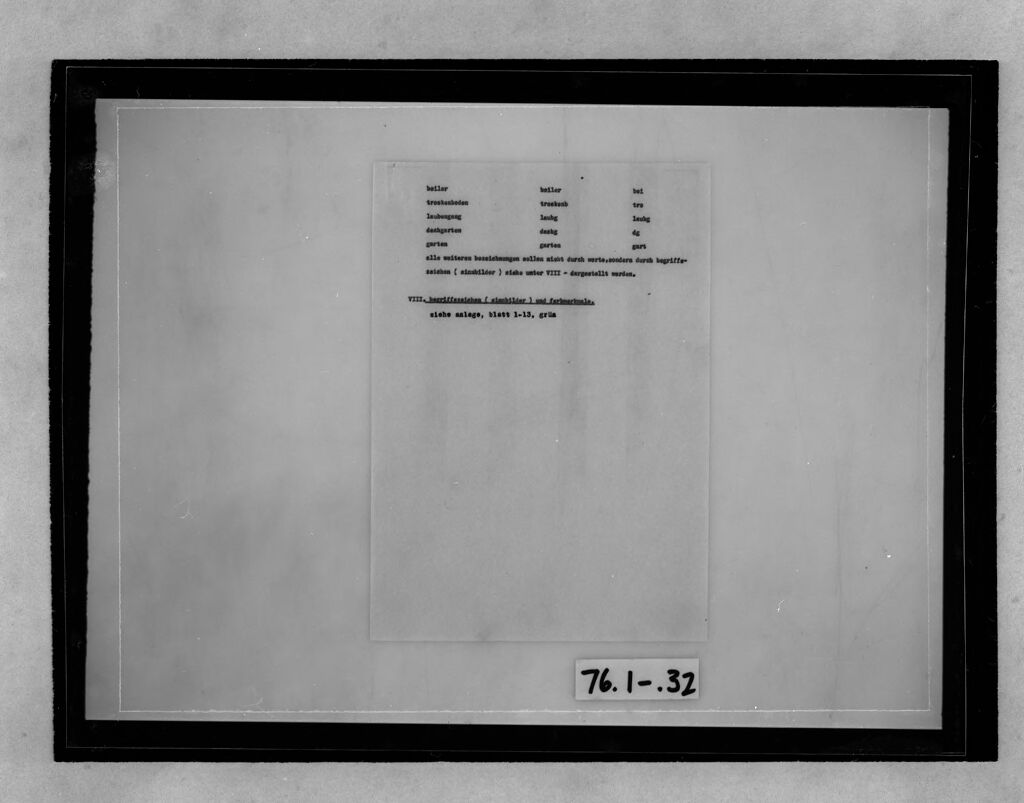 boiler boiler boi
trockenboden trockenb tro
laubengang laubg laubg
dachgarten dachg dg
garten garten gart
alle weiteren bezeichnungen sollen nicht durch worte, sondern durch begriffs-
zeichen ( sinnbilder ) siehe unter VIII - dargestellt werden.
VIII. begriffszeichen ( sinnbilder ) und farbmerkmale.
siehe anlage, blatt 1-13, grün
76.1-.32